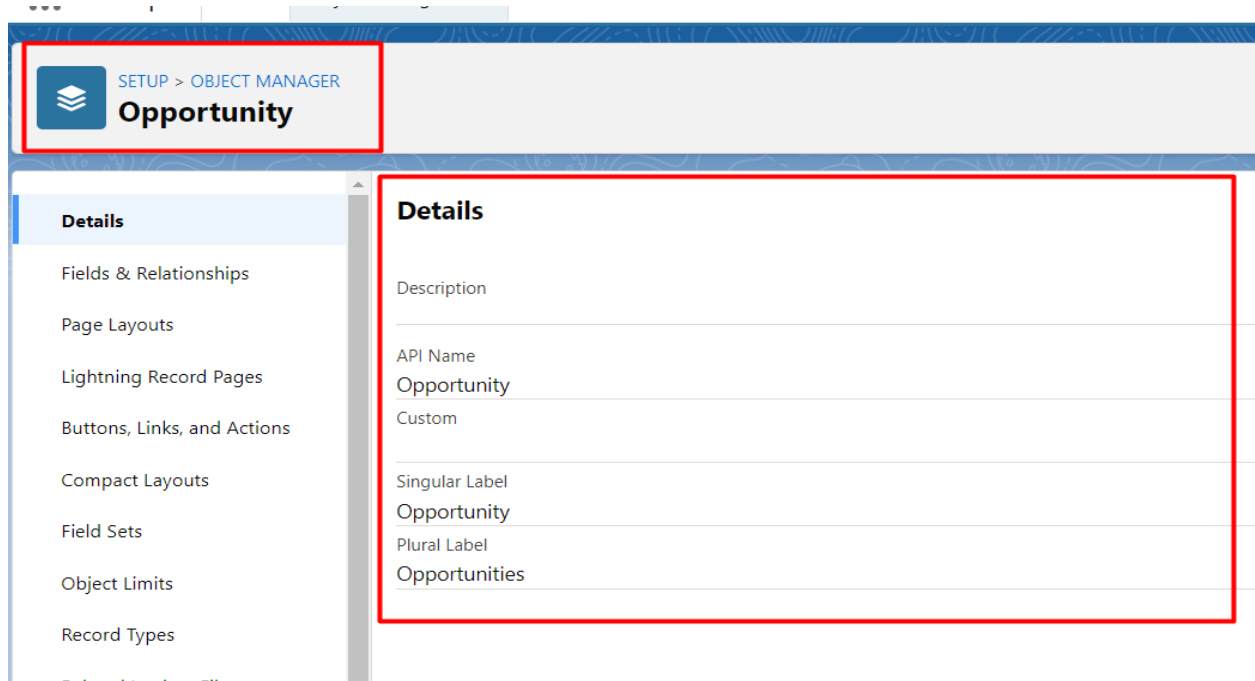 SETUP > OBJECT MANAGER
Opportunity
Details
Fields & Relationships
Page Layouts
Lightning Record Pages
Buttons, Links, and Actions
Compact Layouts
Field Sets
Object Limits
Record Types
Details
Description
API Name
Opportunity
Custom
Singular Label
Opportunity
Plural Label
Opportunities